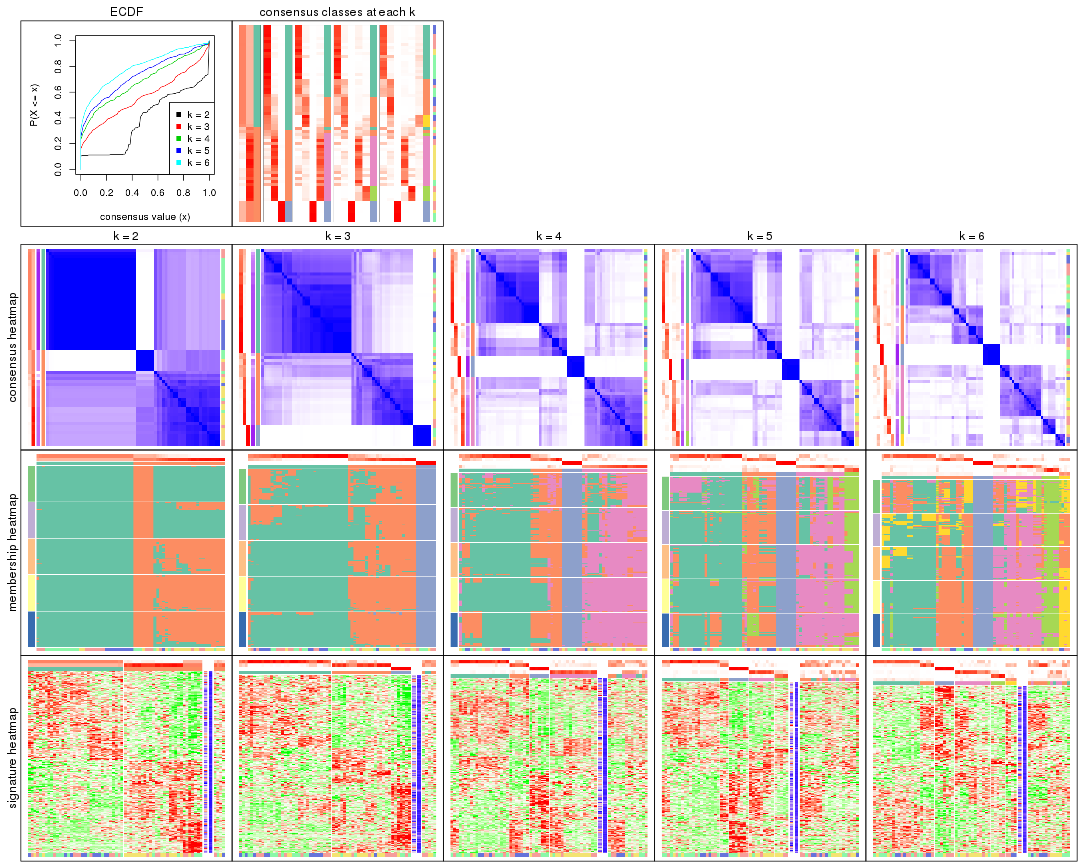 ECDF
consensus classes at each k
P(X <= x)
0.0
0.2
0.4
0.6
0.8
1.0
k = 2
k = 3
k = 4
k = 5
k = 6
0.0 0.2 0.4 0.6 0.8 1.0
consensus value (x)
k = 2
k = 3
k = 4
k = 5
k = 6
consensus heatmap
membership heatmap
signature heatmap